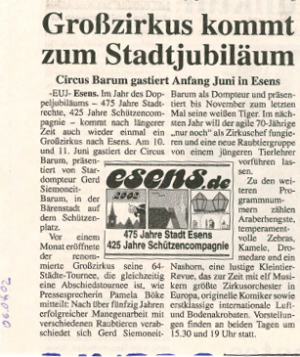 Großzirkus kommt
zum Stadtjubiläum
Circus Barum gastiert Anfang Juni in Esens
-EUJ- Esens. Im Jahr des Dop-
peljubiläums – 475 Jahre Stadt-
rechte, 425 Jahre Schützencom-
pagnie – kommt nach längerer
Zeit auch wieder einmal ein
Großzirkus nach Esens. Am 10.
und 11. Juni gastiert der Circus
Barum, präsen-
tiert von Star-
dompteur Gerd
Siemoneit-
Barum, in der
Bärenstadt auf
dem Schützen-
platz.
Vor einem
Monat eröffnete
der renom-
mierte Großzirkus seine 64-
Städte-Tournee, die gleichzeitig
eine Abschiedstournee ist, wie
Pressesprecherin Pamela Böke
mitteilt: Nach über fünfzig Jahren
erfolgreicher Manegenarbeit mit
verschiedenen Raubtieren verab-
schiedet sich Gerd Siemoneit-
esens.de
2002
475 Jahre Stadt Esens
425 Jahre Schützencompagnie
Barum als Dompteur und präsen-
tiert bis November zum letzten
Mal seine weißen Tiger. Im nächs-
ten Jahr will der agile 70-Jährige
„nur noch“ als Zirkuschef fungie-
ren und eine neue Raubtiergruppe
von einem jüngeren Tierlehrer
vorführen las-
sen.
Zu den wei-
teren Pro-
grammnum-
mern zählen
Araberhengste,
temperament-
volle Zebras,
Kamele, Dro-
medare und ein
Nashorn, eine lustige Kleintier-
Revue, das zur Zeit mit elf Musi-
kern größte Zirkusorchester in
Europa, originelle Komiker sowie
erstklassige internationale Luft-
und Bodenakrobaten. Vorstellun-
gen finden an beiden Tagen um
15.30 und 19 Uhr statt.